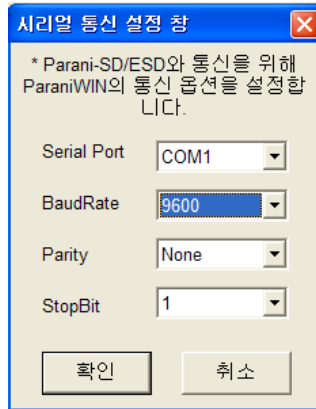 시리얼 통신 설정 창
* Parani-SD/ESD와 통신을 위해
ParaniWIN의 통신 옵션을 설정합
니다.
Serial Port COM1
BaudRate 9600
Parity None
StopBit 1
확인 취소